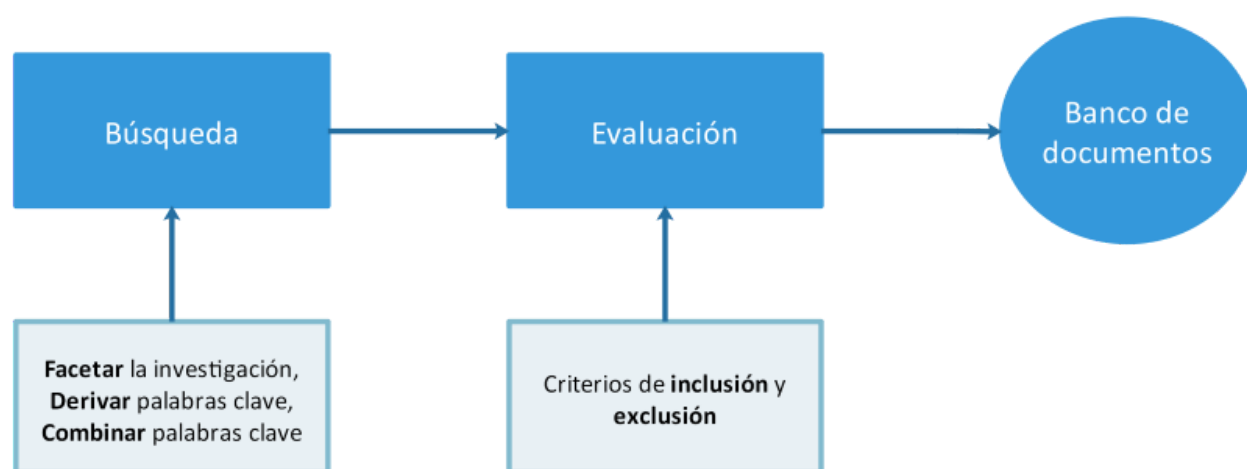 Búsqueda
Evaluación
Banco de
documentos
Facetar la investigación,
Derivar palabras clave,
Combinar palabras clave
Criterios de inclusión y
exclusión